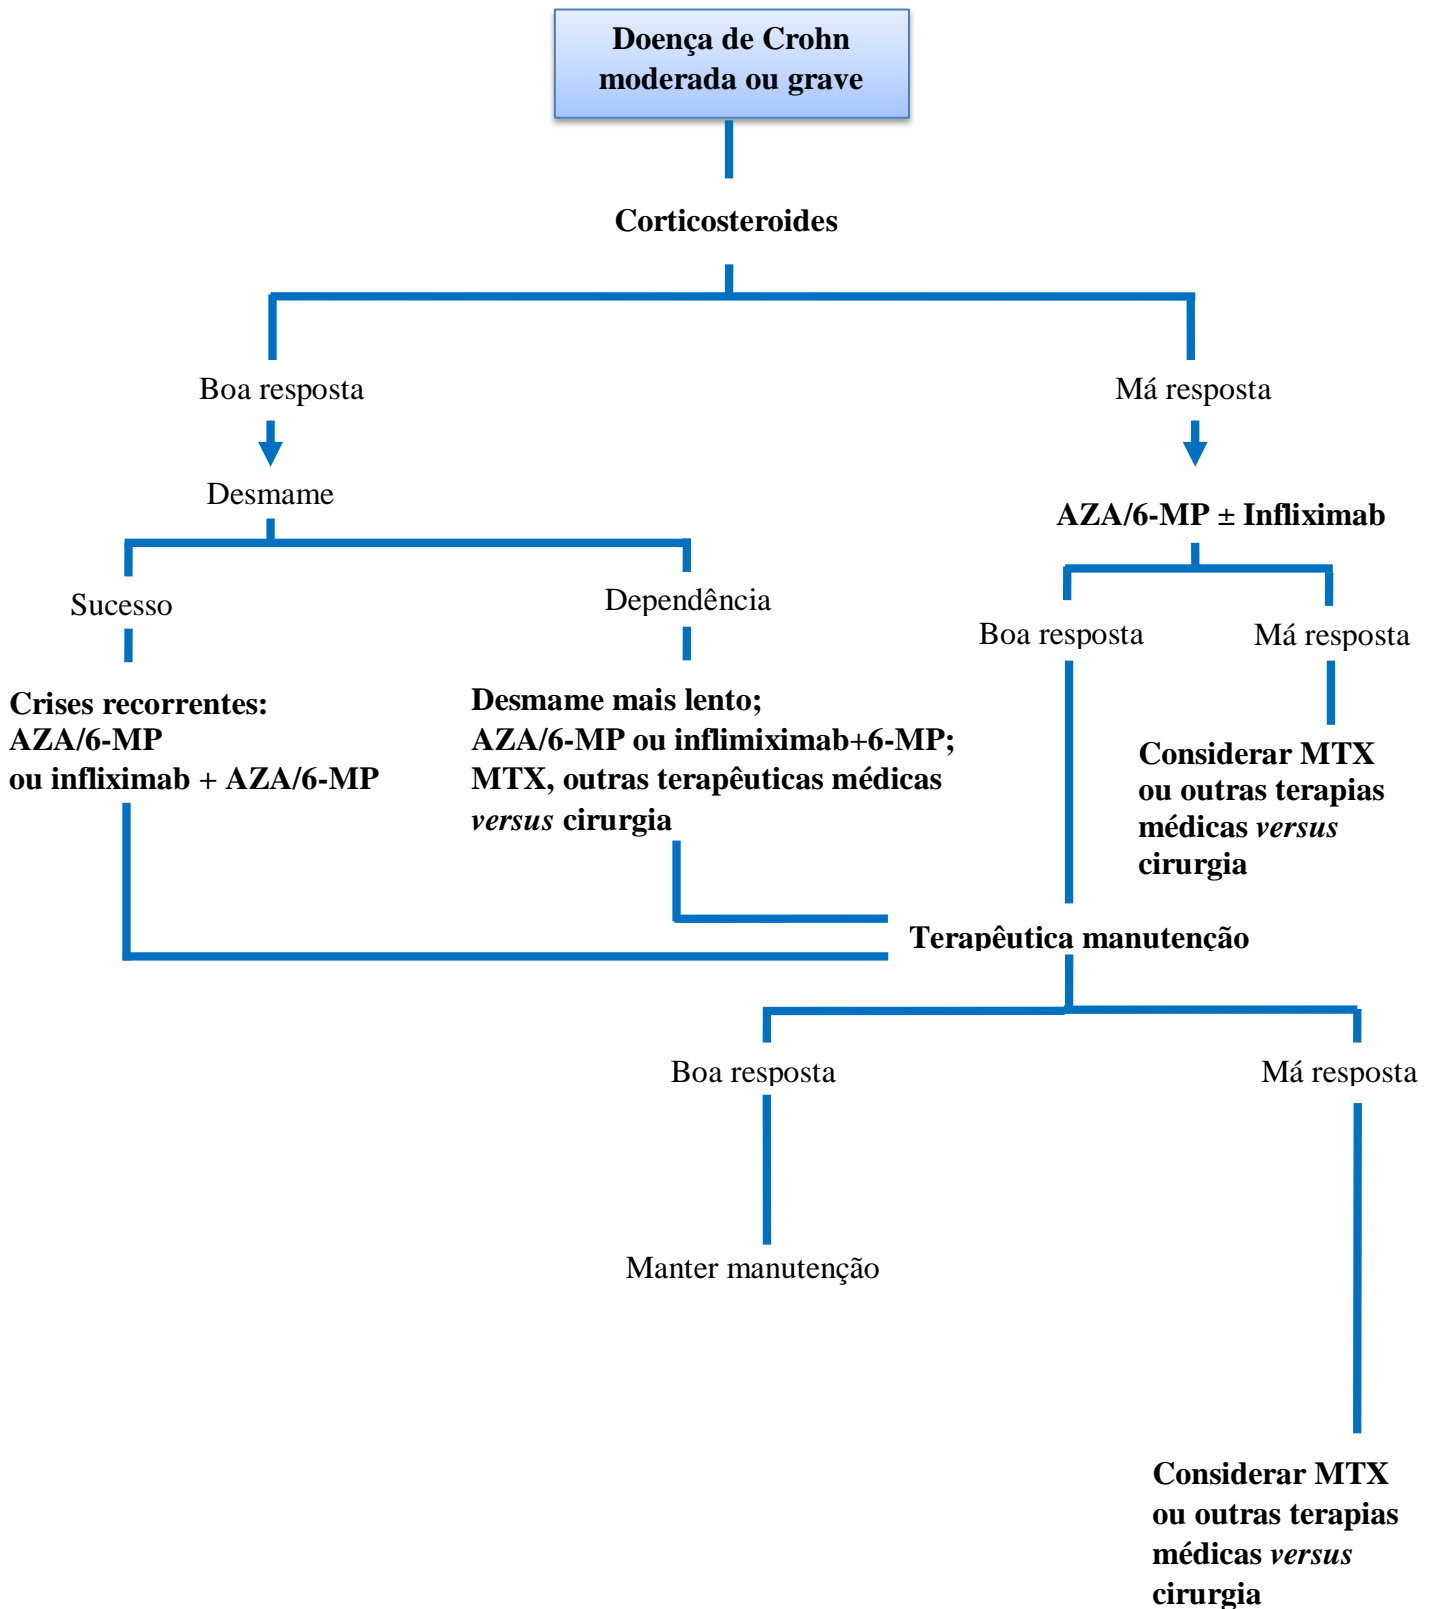 Doença de Crohn
moderada ou grave
Corticosteroides
Boa resposta
Má resposta
Desmame
AZA/6-MP ± Infliximab
Sucesso
Dependência
Boa resposta
Má resposta
Crises recorrentes:
AZA/6-MP
ou infliximab + AZA/6-MP
Desmame mais lento;
AZA/6-MP ou inflimiximab+6-MP;
MTX, outras terapêuticas médicas
versus cirurgia
Considerar MTX
ou outras terapias
médicas versus
cirurgia
Terapêutica manutenção
Boa resposta
Má resposta
Manter manutenção
Considerar MTX
ou outras terapias
médicas versus
cirurgia